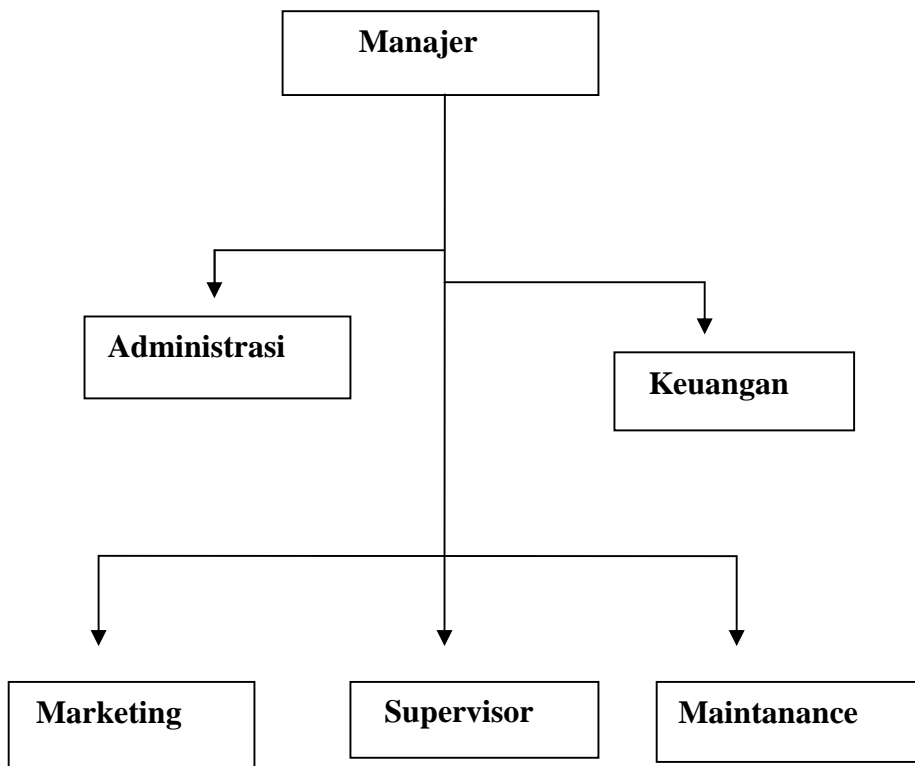 Manajer
Administrasi
Keuangan
Marketing
Supervisor
Maintanance